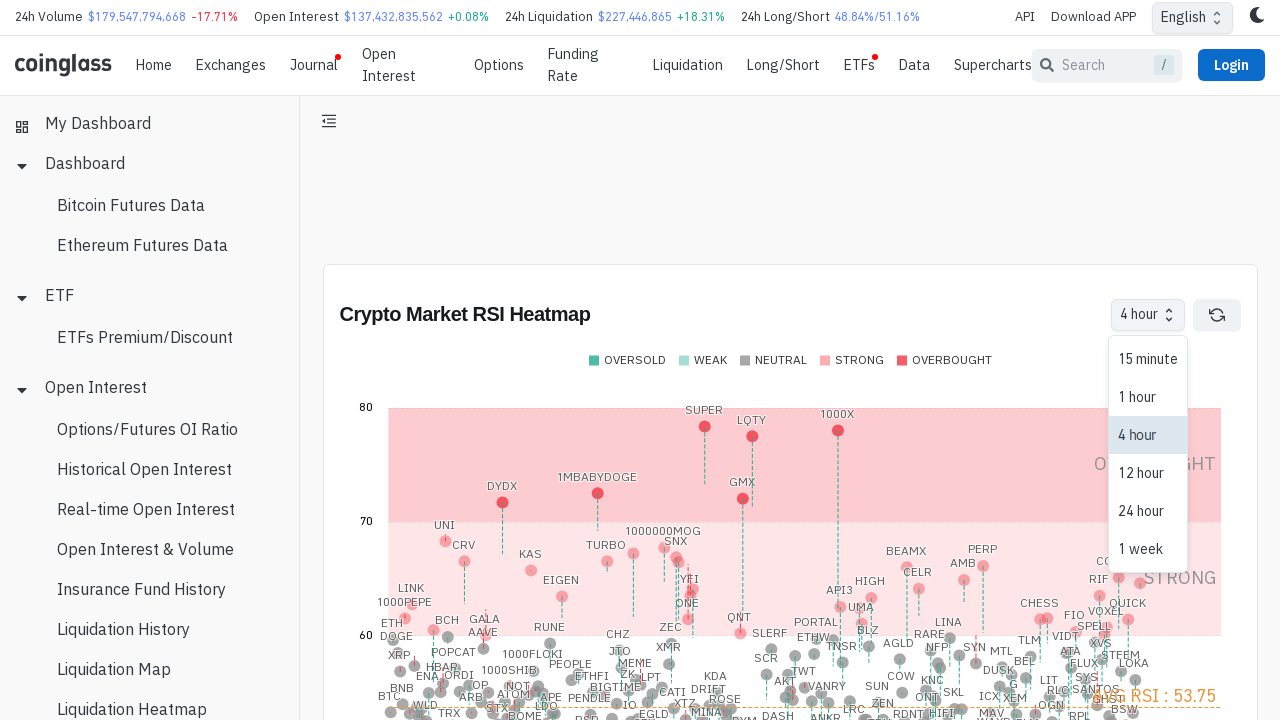 24h Volume $179,547,794,668 -17.71% Open Interest $137,432,835,562 +0.08% 24h Liquidation $227,446,865 +18.31% 24h Long/Short 48.84%/51.16% API Download APP English
coinglass Home Exchanges Journal Open Interest Options Funding Rate Liquidation Long/Short ETFs Data Supercharts Search / Login
My Dashboard
Dashboard
Bitcoin Futures Data
Ethereum Futures Data
ETF
ETFs Premium/Discount
Open Interest
Options/Futures OI Ratio
Historical Open Interest
Real-time Open Interest
Open Interest & Volume
Insurance Fund History
Liquidation History
Liquidation Map
Liquidation Heatmap
Crypto Market RSI Heatmap
4 hour
15 minute
1 hour
4 hour
12 hour
24 hour
1 week
OVERSOLD WEAK NEUTRAL STRONG OVERBOUGHT
80
SUPER
1000X
LQTY
1MBABYDOGE
GMX
DYDX
70
UNI
1000000MOG
CRV TURBO SNX
KAS
BEAMX PERP
AMB
CELR
STRONG
EIGEN YFI HIGH RIF
LINK API3
1000PEPE ONE UMA CHESS VOXEL QUICK
ETH BCH GALA QNT PORTAL LINA FIO
60
DOGE AAVE RUNE CHZ ZEC SLERF ETHW BLZ RARE TLM VIDT SPELL
XRP POPCAT 1000FLOKI JTO XMR SCR TNSR AGLD NFP SYN MTL BEL ATA XVS STEEM
HBAR ORDI 1000SHIB PEOPLE MEME TWT COW DUSK FLUX LOKA
BNB ENA OP NOT ETHFI ZK LPT KDA AKT VANRY SUN KNC G LIT SYS
BTC ARB ATOM APE PENDLE BIGTIME CATI DRIFT ROSE ONT SKL ICX XEM SANTOS
WLD STX LDO IO XTZ LRC ZEN OGN GHST
AVG RSI : 53.75
TRX BOME EGLD MINA DASH ANKR RDNT HIFI MAV RPL BSW